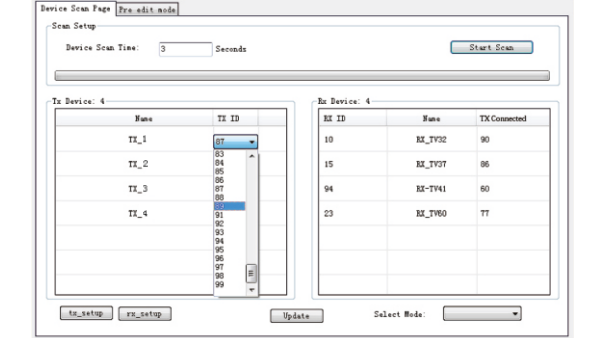 Device Scan Page Pre edit mode
Scan Setup
Device Scan Time: 3 Seconds Start Scan
Tx Device: 4
Name TX ID
TX_1 87
TX_2
TX_3
TX_4
83
84
85
86
87
88
91
92
93
94
95
96
97
98
99
Rx Device: 4
RX ID Name TX Connected
10 RX_TV32 90
15 RX_TV37 86
94 RX-TV41 60
23 RX_TV60 77
tx_setup rx_setup Update Select Mode: